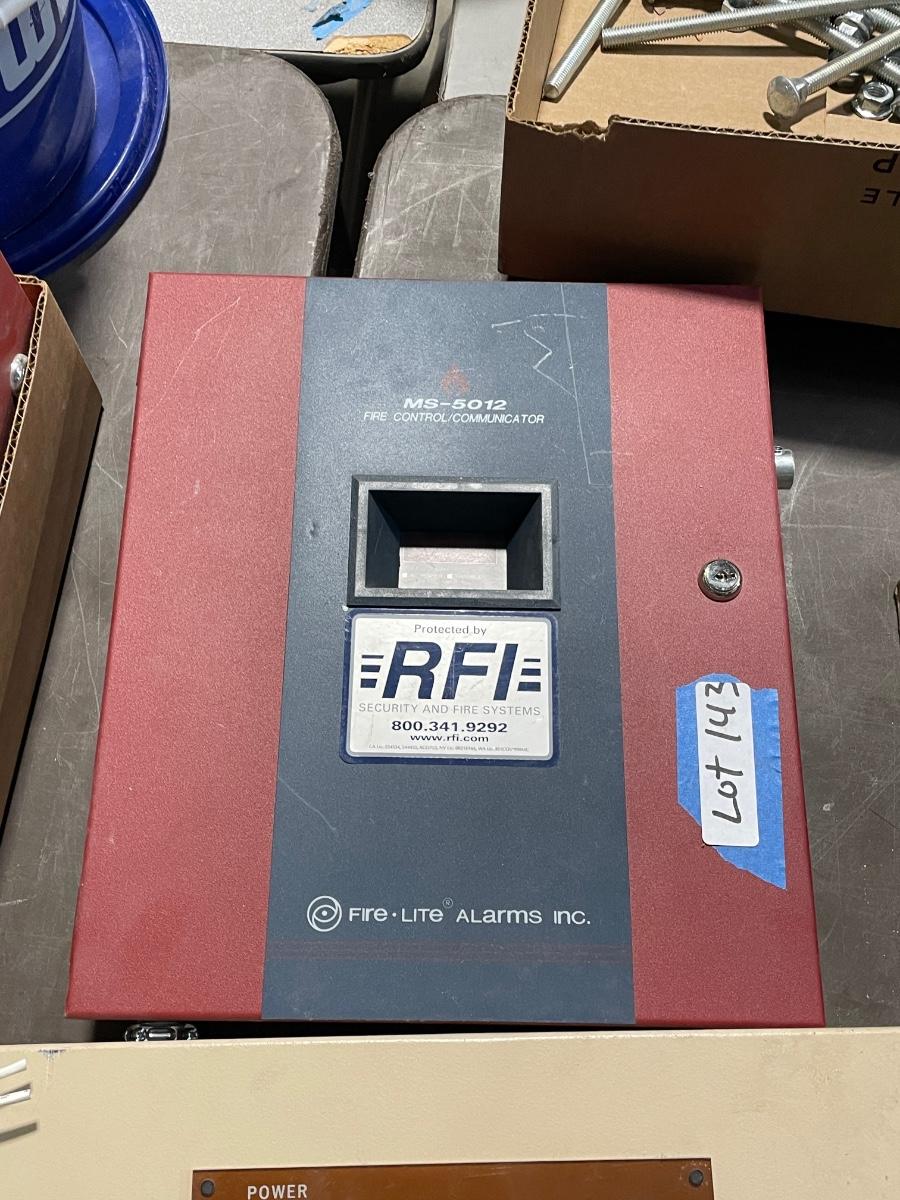 W
LE
P
MS-5012
FIRE CONTROL/COMMUNICATOR
Protected by
RFI
SECURITY AND FIRE SYSTEMS
800.341.9292
www.rfi.com
Lot 143
FIRE•LITE® ALARMS INC.
POWER